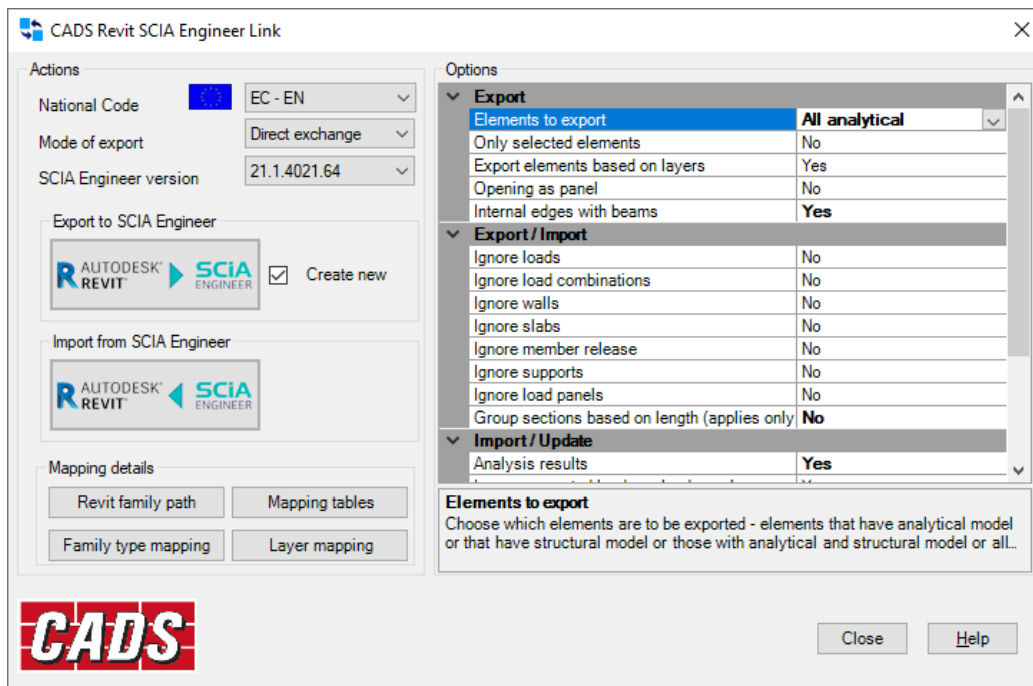 CADS Revit SCIA Engineer Link
Actions
National Code EC - EN
Mode of export Direct exchange
SCIA Engineer version 21.1.4021.64
Export to SCIA Engineer
AUTODESK® REVIT® SCiA ENGINEER
Create new
Import from SCIA Engineer
AUTODESK® REVIT® SCiA ENGINEER
Mapping details
Revit family path Mapping tables
Family type mapping Layer mapping
Options
Export
Elements to export All analytical
Only selected elements No
Export elements based on layers Yes
Opening as panel No
Internal edges with beams Yes
Export / Import
Ignore loads No
Ignore load combinations No
Ignore walls No
Ignore slabs No
Ignore member release No
Ignore supports No
Ignore load panels No
Group sections based on length (applies only No
Import / Update
Analysis results Yes
Elements to export
Choose which elements are to be exported - elements that have analytical model
or that have structural model or those with analytical and structural model or all...
CADS
Close Help